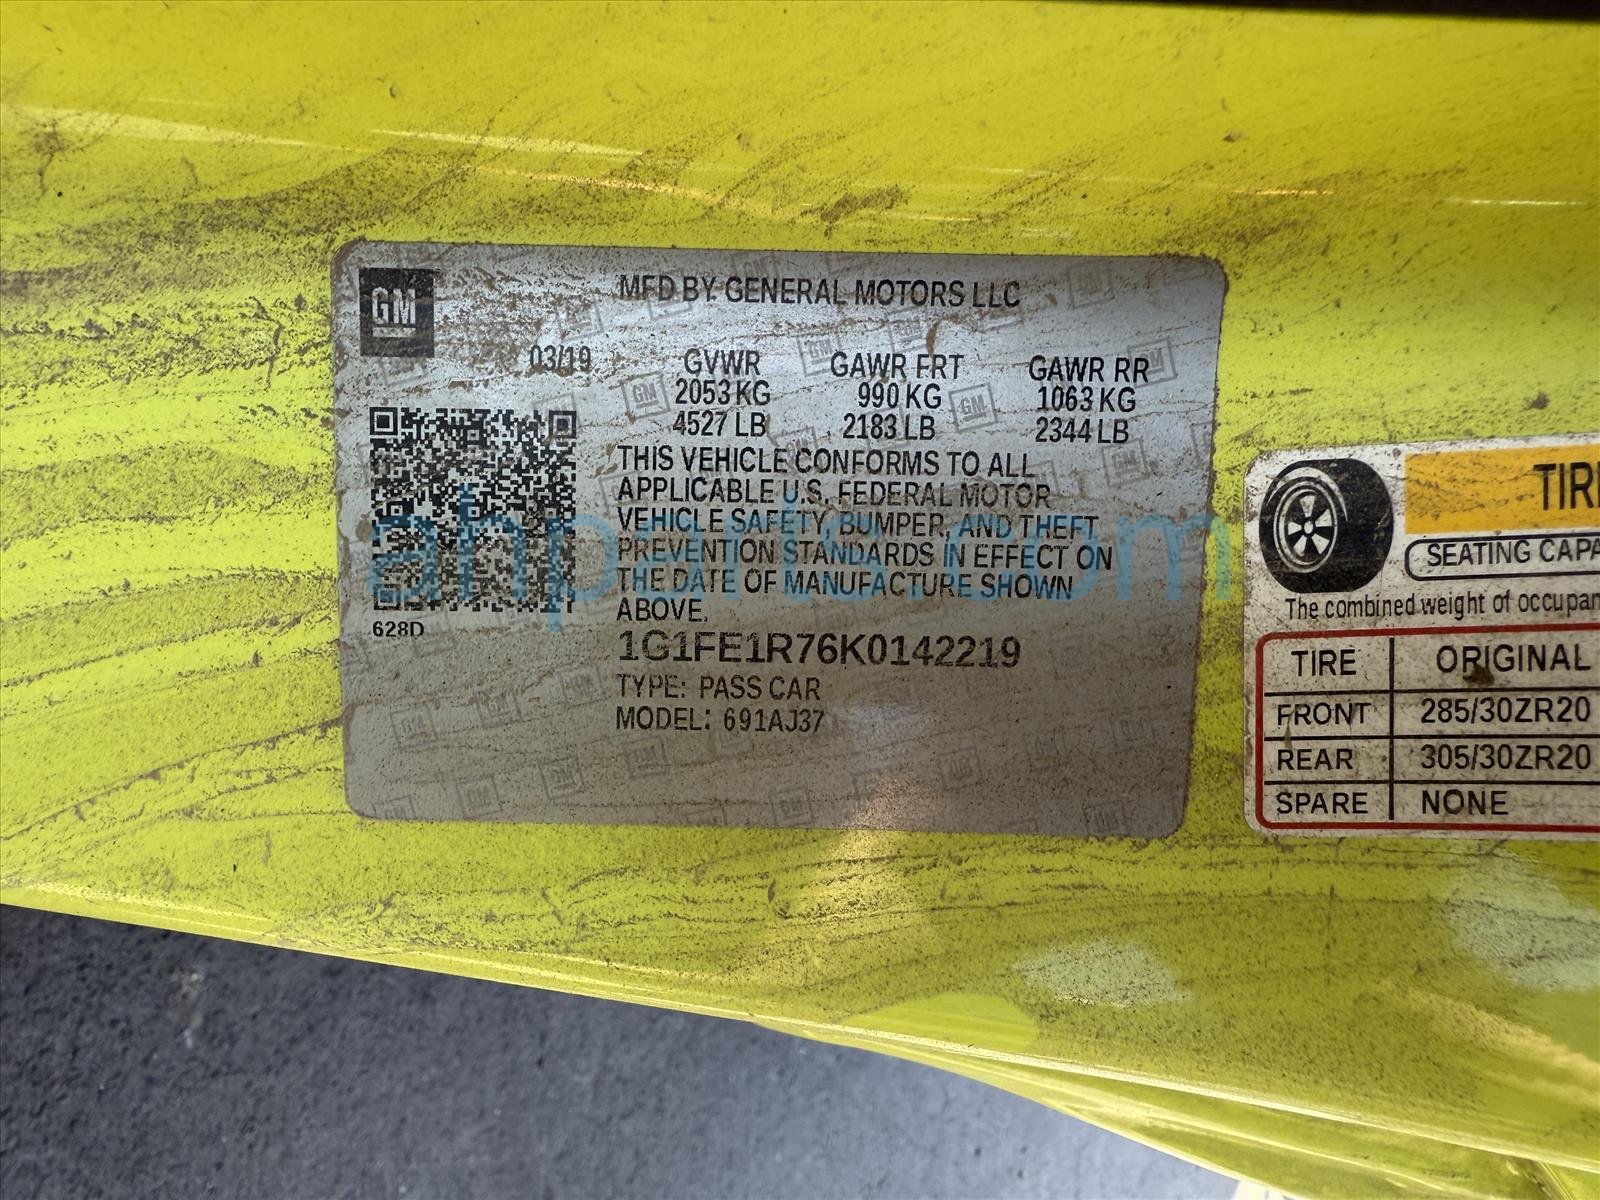 GM
MFD BY GENERAL MOTORS LLC
03/19
GVWR GAWR FRT GAWR RR
2053 KG 990 KG 1063 KG
4527 LB 2183 LB 2344 LB
THIS VEHICLE CONFORMS TO ALL
APPLICABLE U.S. FEDERAL MOTOR
VEHICLE SAFETY, BUMPER, AND THEFT
PREVENTION STANDARDS IN EFFECT ON
THE DATE OF MANUFACTURE SHOWN
ABOVE.
628D
1G1FE1R76K0142219
TYPE: PASS CAR
MODEL: 691AJ37
ahparts.com
TIR
SEATING CAPA
The combined weight of occupan
TIRE ORIGINAL
FRONT 285/30ZR20
REAR 305/30ZR20
SPARE NONE